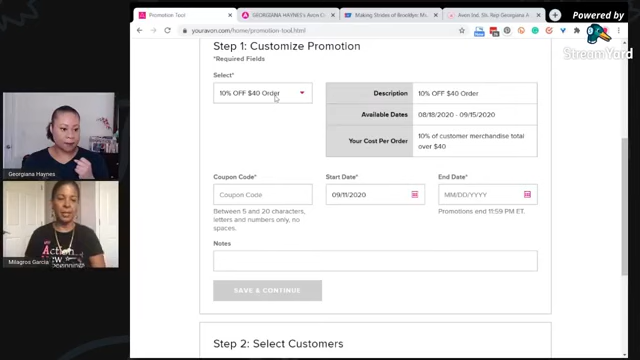 Promotion Tool
GEORGIANA HAYNES's Avon C
Making Strides of Brooklyn: M
Avon Ind. Sls. Rep Georgiana A
Powered by
StreamYard
youravon.com/home/promotion-tool.html
Step 1: Customize Promotion
*Required Fields
Select*
10% OFF $40 Order
Description
10% OFF $40 Order
Available Dates
08/18/2020 - 09/15/2020
Your Cost Per Order
10% of customer merchandise total
over $40
Georgiana Haynes
Action
New
Beginnings
Milagros Garcia
Coupon Code*
Start Date*
End Date*
Coupon Code
09/11/2020
MM/DD/YYYY
Between 5 and 20 characters,
letters and numbers only, no
spaces.
Promotions end 11:59 PM ET.
Notes
SAVE & CONTINUE
Step 2: Select Customers